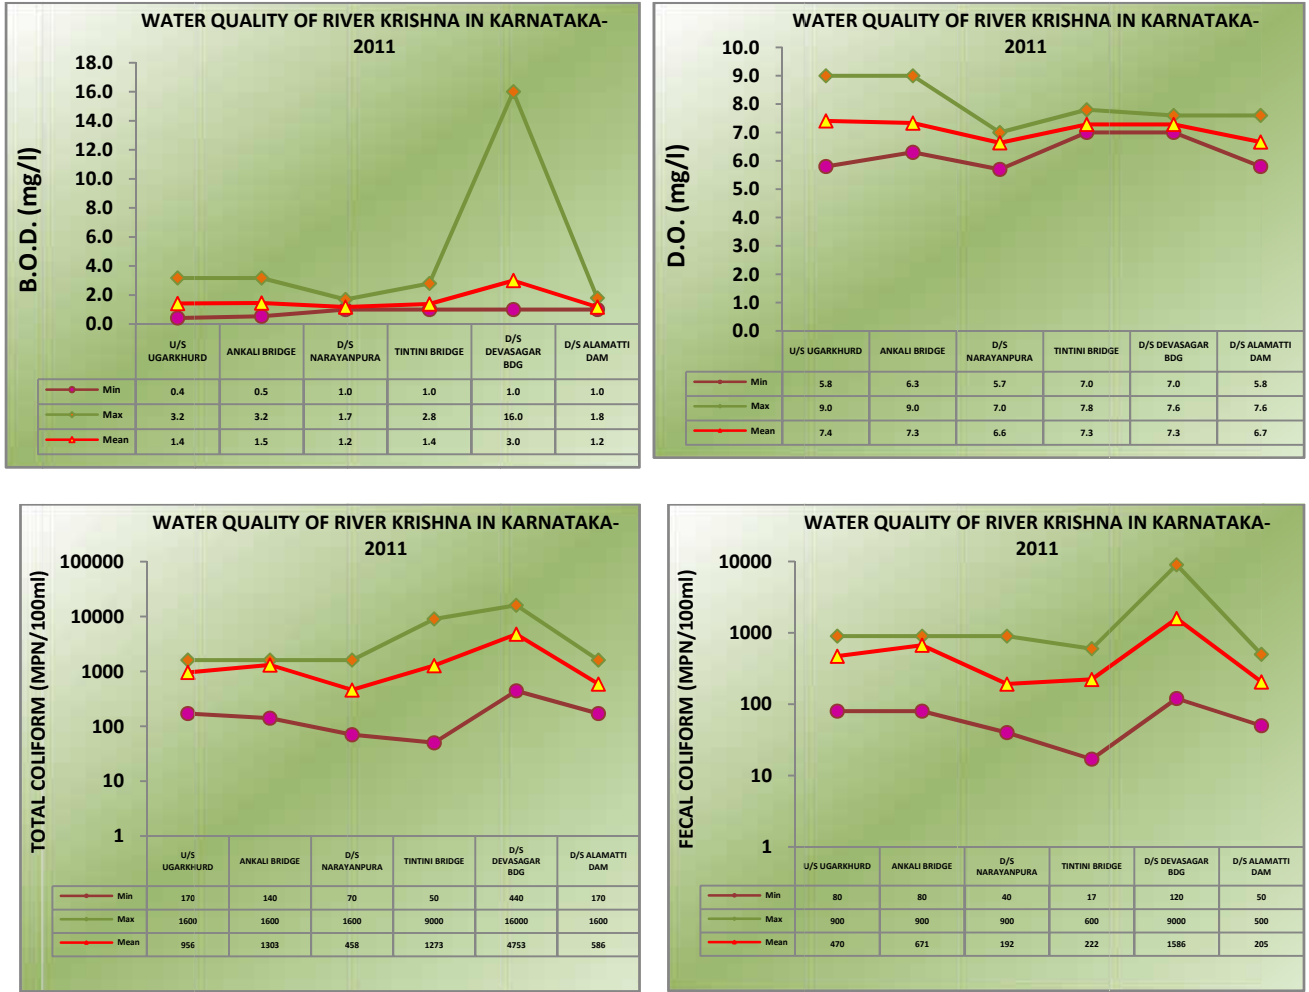 WATER QUALITY OF RIVER KRISHNA IN KARNATAKA-
2011
B.O.D. (mg/l)
18.0
16.0
14.0
12.0
10.0
8.0
6.0
4.0
2.0
0.0
U/S UGARKHURD ANKALI BRIDGE D/S NARAYANPURA TINTINI BRIDGE D/S DEVASAGAR BDG D/S ALAMATTI DAM
Min 0.4 0.5 1.0 1.0 1.0 1.0
Max 3.2 3.2 1.7 2.8 16.0 1.8
Mean 1.4 1.5 1.2 1.4 3.0 1.2
WATER QUALITY OF RIVER KRISHNA IN KARNATAKA-
2011
D.O. (mg/l)
10.0
9.0
8.0
7.0
6.0
5.0
4.0
3.0
2.0
1.0
0.0
U/S UGARKHURD ANKALI BRIDGE D/S NARAYANPURA TINTINI BRIDGE D/S DEVASAGAR BDG D/S ALAMATTI DAM
Min 5.8 6.3 5.7 7.0 7.0 5.8
Max 9.0 9.0 7.0 7.8 7.6 7.6
Mean 7.4 7.3 6.6 7.3 7.3 6.7
WATER QUALITY OF RIVER KRISHNA IN KARNATAKA-
2011
TOTAL COLIFORM (MPN/100ml)
100000
10000
1000
100
10
1
U/S UGARKHURD ANKALI BRIDGE D/S NARAYANPURA TINTINI BRIDGE D/S DEVASAGAR BDG D/S ALAMATTI DAM
Min 170 140 70 50 440 170
Max 1600 1600 1600 9000 16000 1600
Mean 956 1303 458 1273 4753 586
WATER QUALITY OF RIVER KRISHNA IN KARNATAKA-
2011
FECAL COLIFORM (MPN/100ml)
10000
1000
100
10
1
U/S UGARKHURD ANKALI BRIDGE D/S NARAYANPURA TINTINI BRIDGE D/S DEVASAGAR BDG D/S ALAMATTI DAM
Min 80 80 40 17 120 50
Max 900 900 900 600 9000 500
Mean 470 671 192 222 1586 205